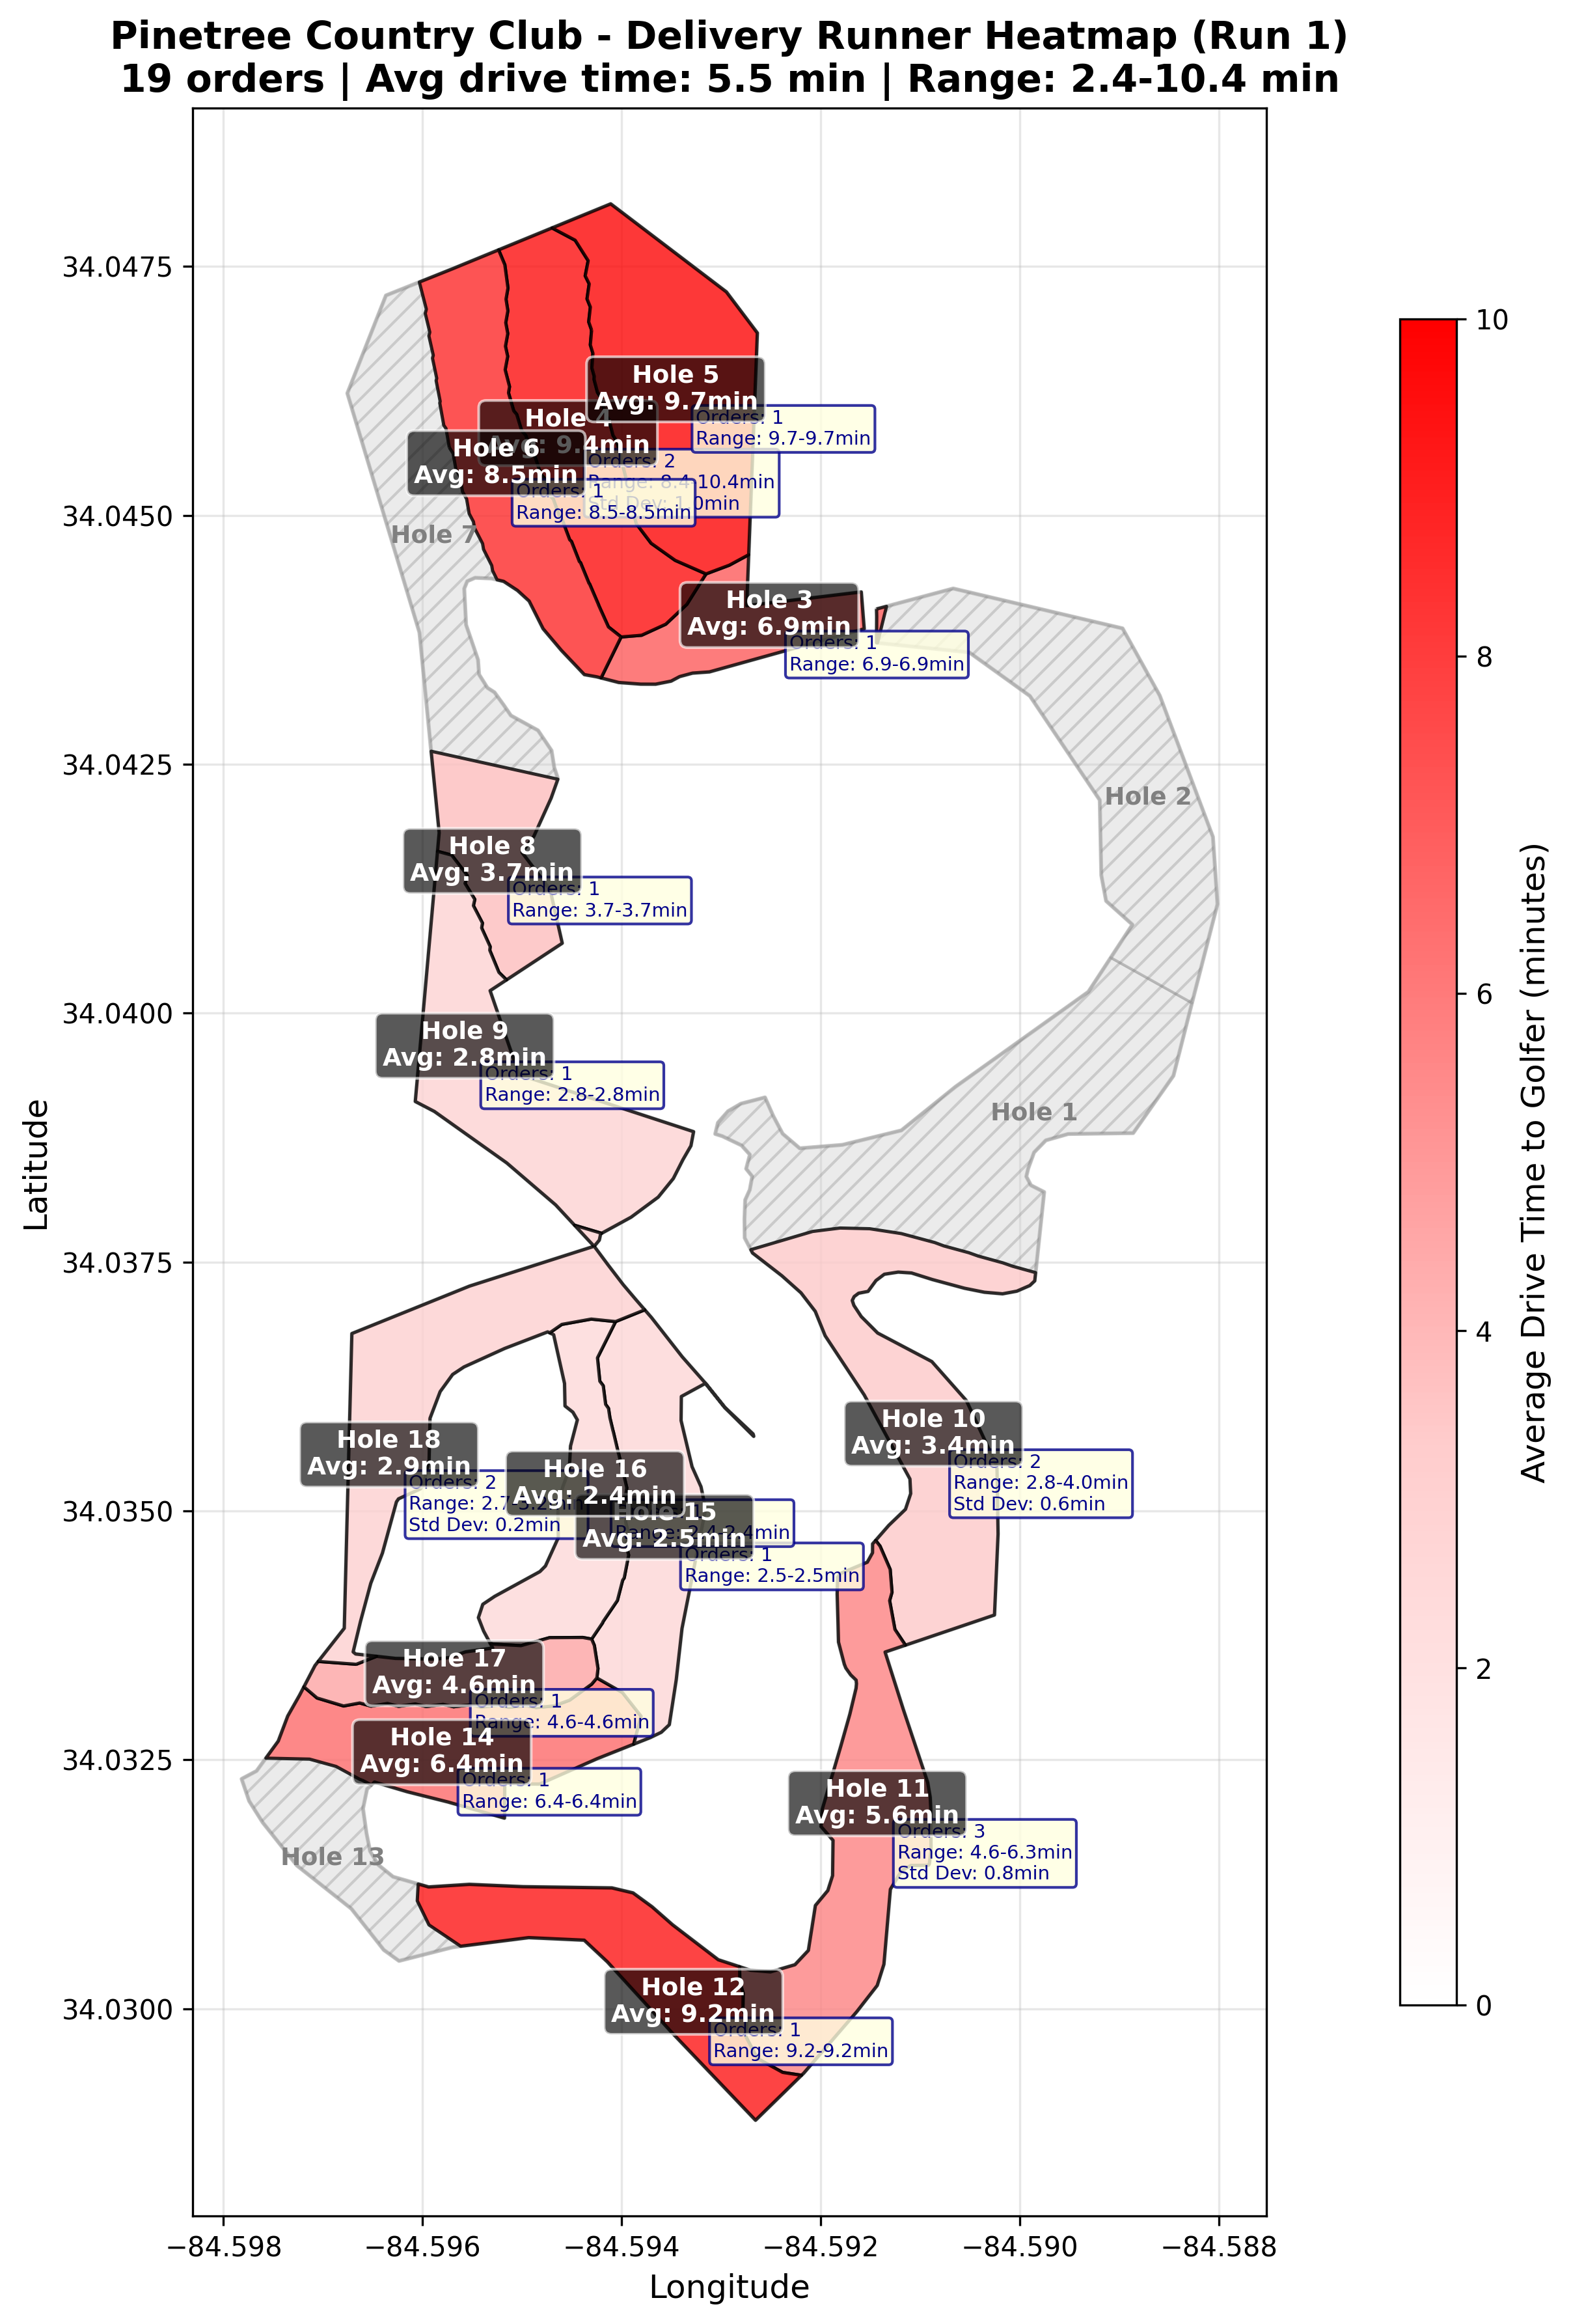 Pinetree Country Club - Delivery Runner Heatmap (Run 1)
19 orders | Avg drive time: 5.5 min | Range: 2.4-10.4 min
34.0475
34.0450
34.0425
34.0400
34.0375
34.0350
34.0325
34.0300
Latitude
−84.598
−84.596
−84.594
−84.592
−84.590
−84.588
Longitude
Hole 5
Avg: 9.7min
Orders: 1
Range: 9.7-9.7min
Hole 4
Avg: 9.4min
Orders: 2
Range: 8.4-10.4min
Std Dev: 1.0min
Hole 6
Avg: 8.5min
Orders: 1
Range: 8.5-8.5min
Hole 7
Hole 3
Avg: 6.9min
Orders: 1
Range: 6.9-6.9min
Hole 2
Hole 8
Avg: 3.7min
Orders: 1
Range: 3.7-3.7min
Hole 9
Avg: 2.8min
Orders: 1
Range: 2.8-2.8min
Hole 1
Hole 10
Avg: 3.4min
Orders: 2
Range: 2.8-4.0min
Std Dev: 0.6min
Hole 18
Avg: 2.9min
Orders: 2
Range: 2.7-3.2min
Std Dev: 0.2min
Hole 16
Avg: 2.4min
Range: 2.4-2.4min
Hole 15
Avg: 2.5min
Orders: 1
Range: 2.5-2.5min
Hole 17
Avg: 4.6min
Orders: 1
Range: 4.6-4.6min
Hole 14
Avg: 6.4min
Orders: 1
Range: 6.4-6.4min
Hole 11
Avg: 5.6min
Orders: 3
Range: 4.6-6.3min
Std Dev: 0.8min
Hole 13
Hole 12
Avg: 9.2min
Orders: 1
Range: 9.2-9.2min
10
8
6
4
2
0
Average Drive Time to Golfer (minutes)